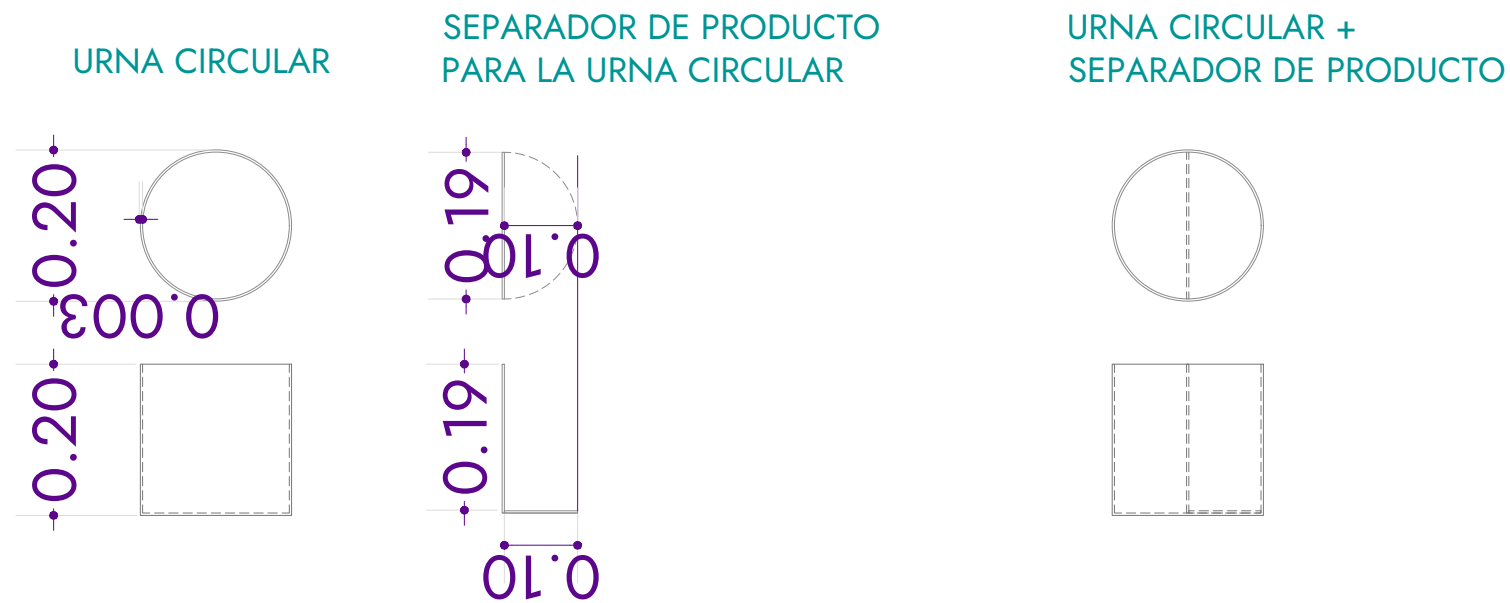 URNA CIRCULAR
SEPARADOR DE PRODUCTO
PARA LA URNA CIRCULAR
URNA CIRCULAR +
SEPARADOR DE PRODUCTO
0.20
0.003
0.19
0.10
0.20
0.19
0.10